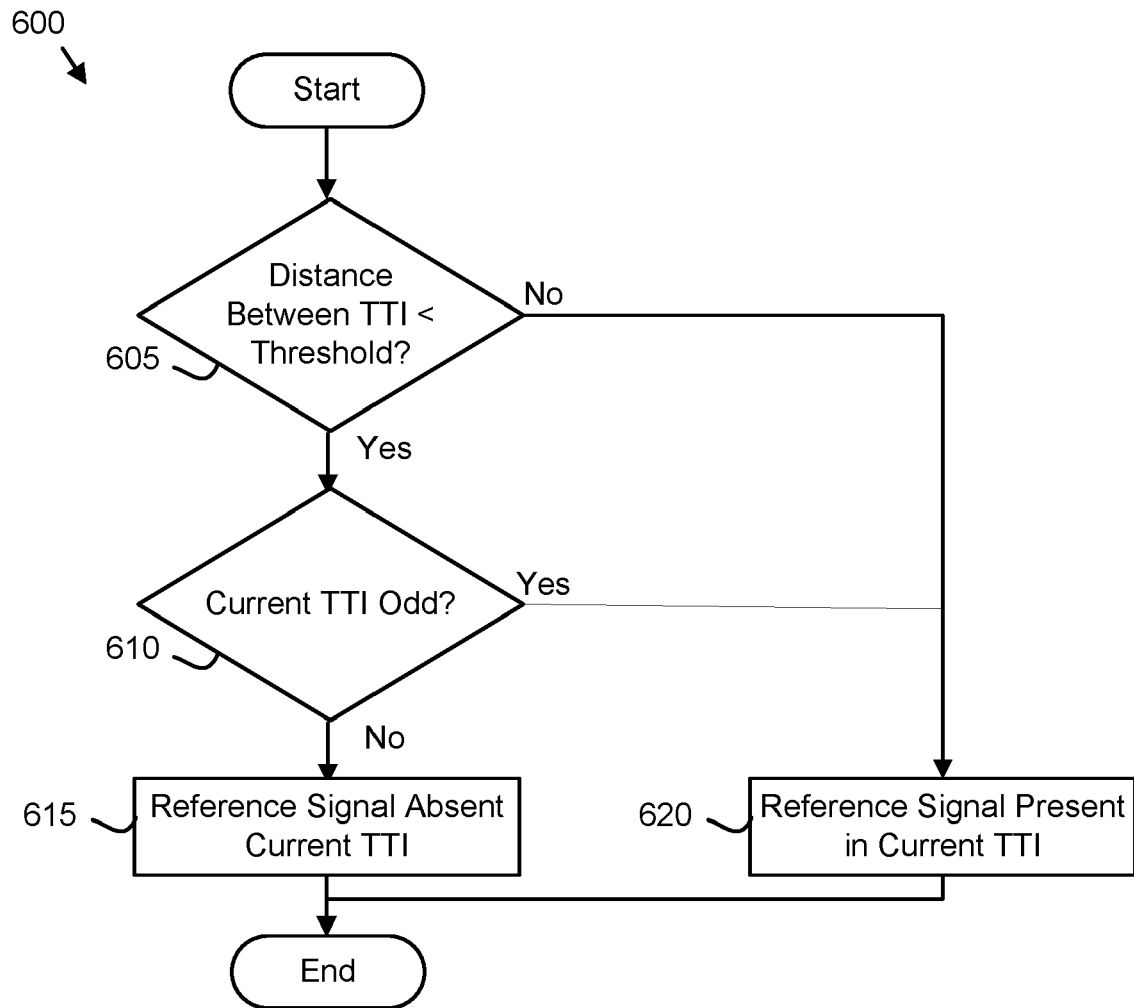 600
Start
Distance
Between TTI <
Threshold?
No
605
Yes
Current TTI Odd?
Yes
610
No
615
Reference Signal Absent
Current TTI
620
Reference Signal Present
in Current TTI
End